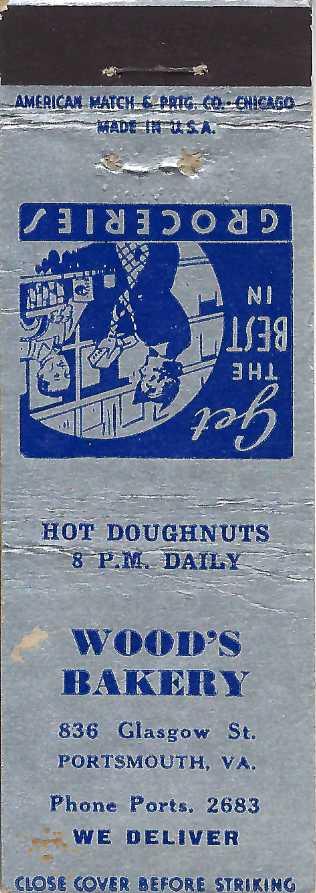 AMERICAN MATCH & PRTG. CO. - CHICAGO
MADE IN U.S.A.
Get
THE
BEST
IN
GROCERIES
HOT DOUGHNUTS
8 P.M. DAILY
WOOD'S
BAKERY
836 Glasgow St.
PORTSMOUTH, VA.
Phone Ports. 2683
WE DELIVER
CLOSE COVER BEFORE STRIKING